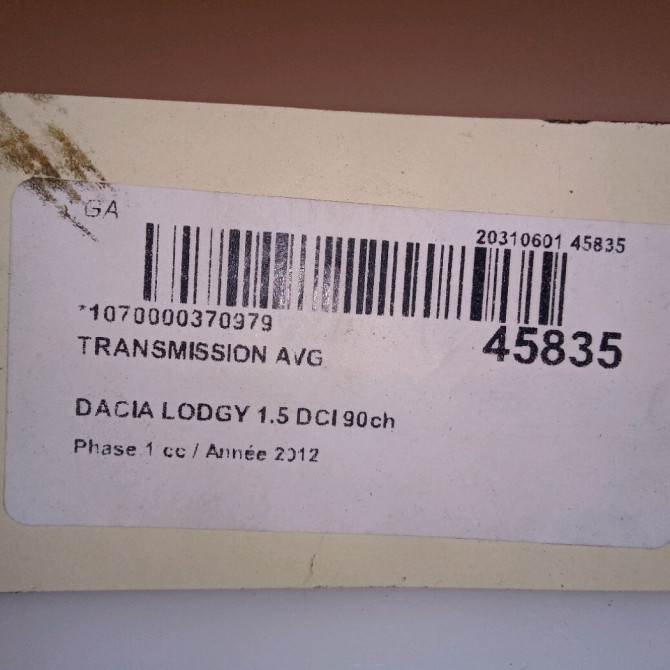 GA
20310601 45835
*1070000370979
45835
TRANSMISSION AVG
DACIA LODGY 1.5 DCI 90ch
Phase 1 cc / Année 2012